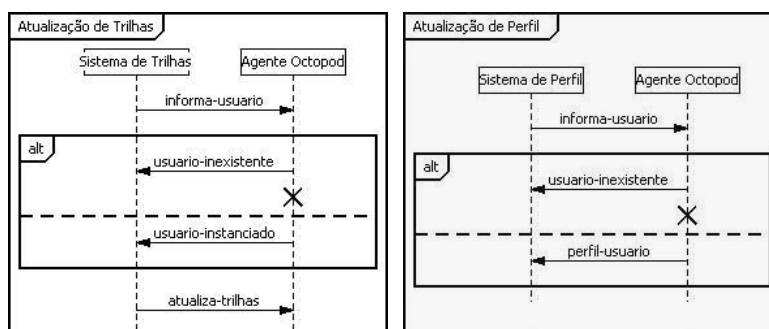 Atualização de Trilhas
Sistema de Trilhas
Agente Octopod
informa-usuario
alt
usuario-inexistente
usuario-instanciado
atualiza-trilhas
Atualização de Perfil
Sistema de Perfil
Agente Octopod
informa-usuario
alt
usuario-inexistente
perfil-usuario